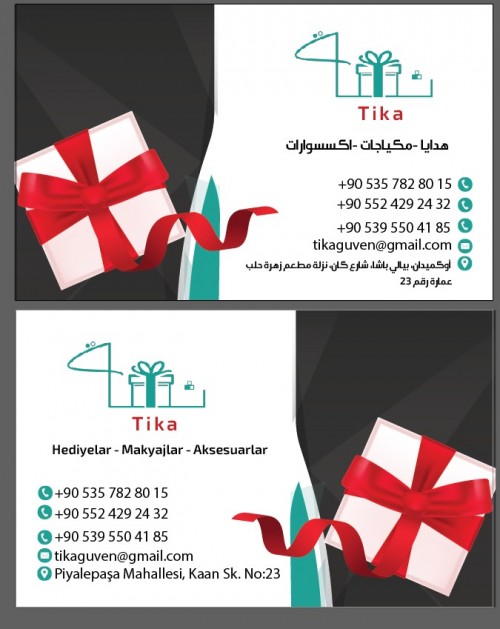 Tika
هدايا -مكياجات -اكسسوارات
+90 535 782 80 15
+90 552 429 24 32
+90 539 550 41 85
tikaguven@gmail.com
أوكميدان، بيالي باشا، شارع كان، نزلة مطعم زهرة حلب
عمارة رقم 23
Tika
Hediyelar - Makyajlar - Aksesuarlar
+90 535 782 80 15
+90 552 429 24 32
+90 539 550 41 85
tikaguven@gmail.com
Piyalepaşa Mahallesi, Kaan Sk. No:23